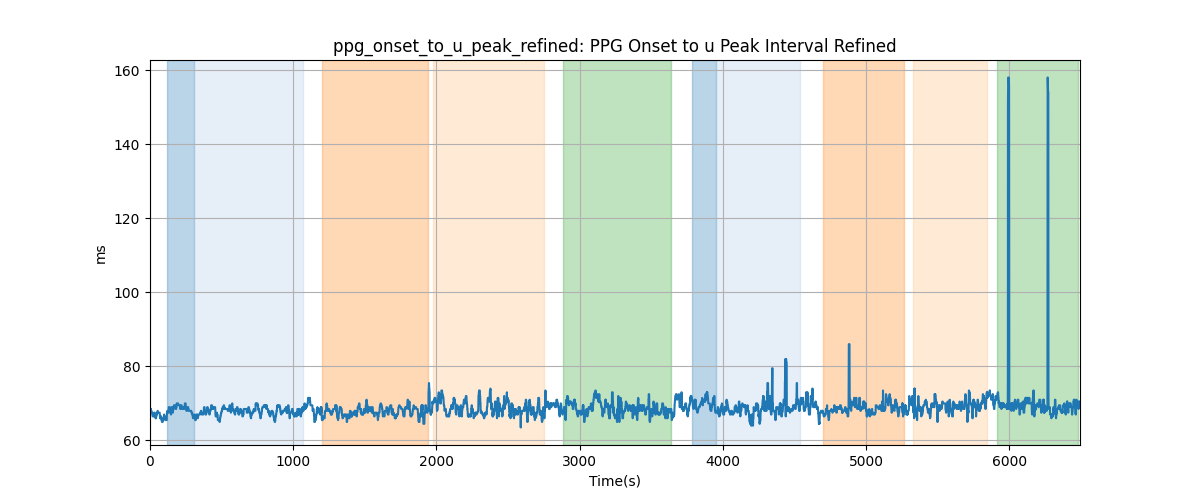 ppg_onset_to_u_peak_refined: PPG Onset to u Peak Interval Refined
160
140
120
100
80
60
ms
0 1000 2000 3000 4000 5000 6000
Time(s)